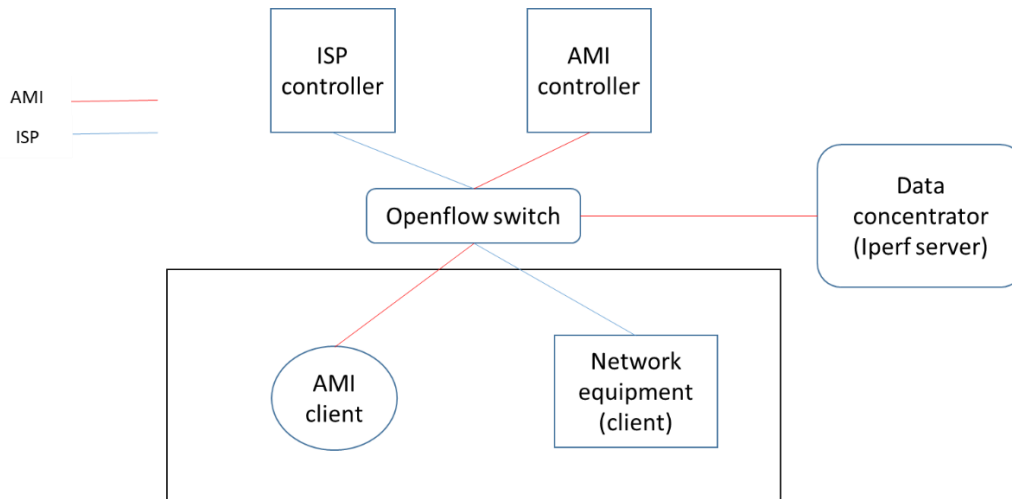 ISP
controller
AMI
controller
AMI
ISP
Openflow switch
Data
concentrator
(Iperf server)
AMI
client
Network
equipment
(client)